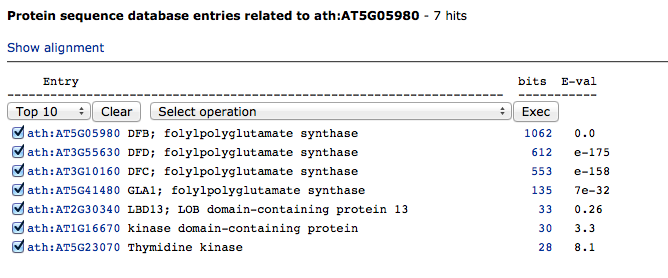 Protein sequence database entries related to ath:AT5G05980 - 7 hits
Show alignment
Entry bits E-val
Top 10 Clear Select operation Exec
ath:AT5G05980 DFB; folylpolyglutamate synthase 1062 0.0
ath:AT3G55630 DFD; folylpolyglutamate synthase 612 e-175
ath:AT3G10160 DFC; folylpolyglutamate synthase 553 e-158
ath:AT5G41480 GLA1; folylpolyglutamate synthase 135 7e-32
ath:AT2G30340 LBD13; LOB domain-containing protein 13 33 0.26
ath:AT1G16670 kinase domain-containing protein 30 3.3
ath:AT5G23070 Thymidine kinase 28 8.1